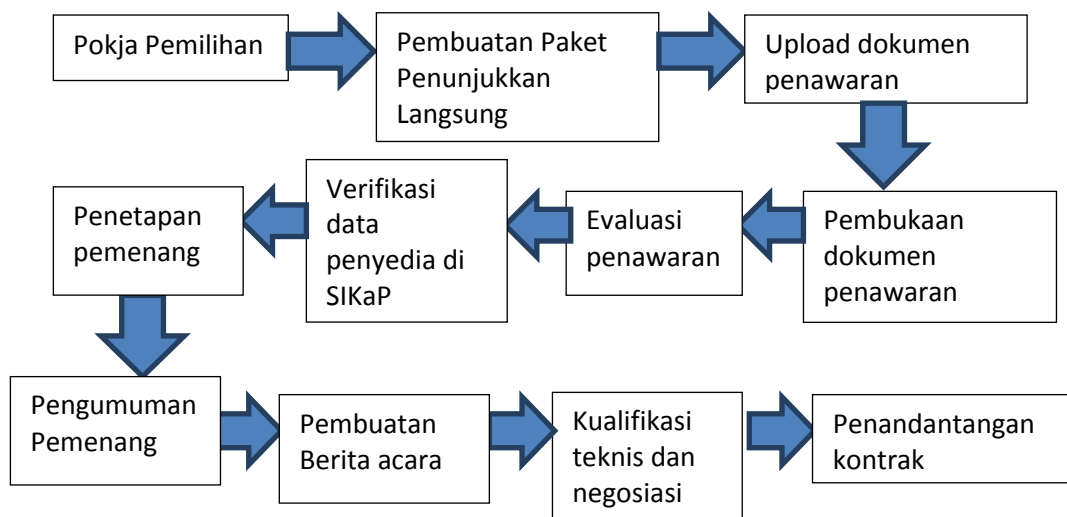 Pokja Pemilihan
Pembuatan Paket
Penunjukkan
Langsung
Upload dokumen
penawaran
Pembukaan
dokumen
penawaran
Evaluasi
penawaran
Verifikasi
data
penyedia di
SIKaP
Penetapan
pemenang
Pengumuman
Pemenang
Pembuatan
Berita acara
Kualifikasi
teknis dan
negosiasi
Penandantangan
kontrak